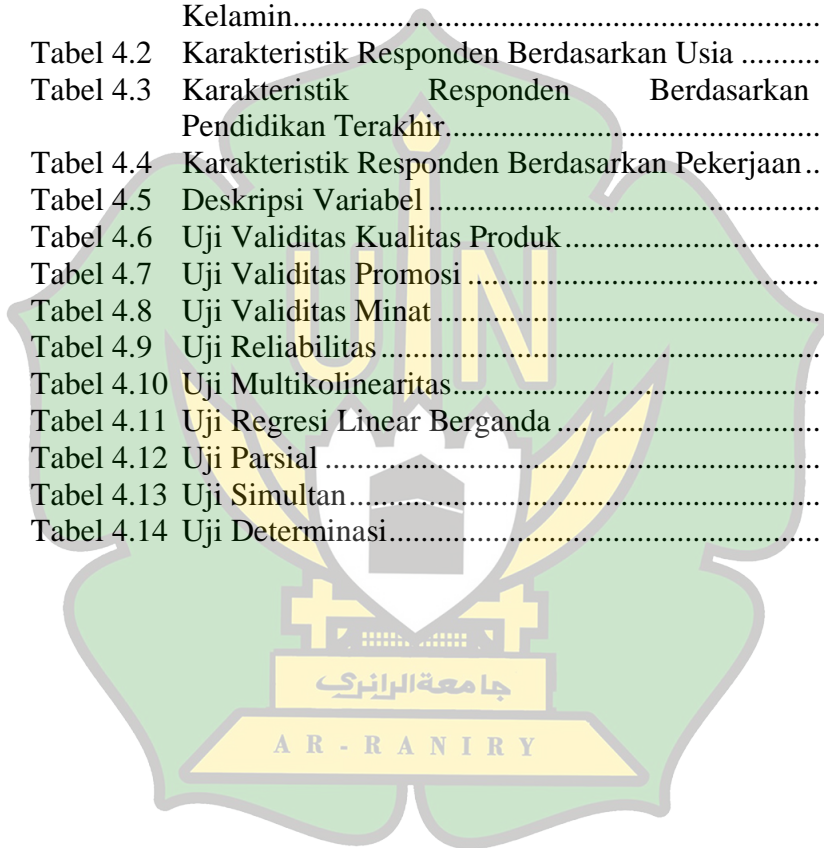 Kelamin......................................................................
Tabel 4.2 Karakteristik Responden Berdasarkan Usia ..........
Tabel 4.3 Karakteristik Responden Berdasarkan
Pendidikan Terakhir................................................
Tabel 4.4 Karakteristik Responden Berdasarkan Pekerjaan..
Tabel 4.5 Deskripsi Variabel ..................................................
Tabel 4.6 Uji Validitas Kualitas Produk.................................
Tabel 4.7 Uji Validitas Promosi .............................................
Tabel 4.8 Uji Validitas Minat .................................................
Tabel 4.9 Uji Reliabilitas........................................................
Tabel 4.10 Uji Multikolinearitas...............................................
Tabel 4.11 Uji Regresi Linear Berganda ..................................
Tabel 4.12 Uji Parsial ...............................................................
Tabel 4.13 Uji Simultan............................................................
Tabel 4.14 Uji Determinasi.......................................................
UIN
جامعةالرانري
AR-RANIRY